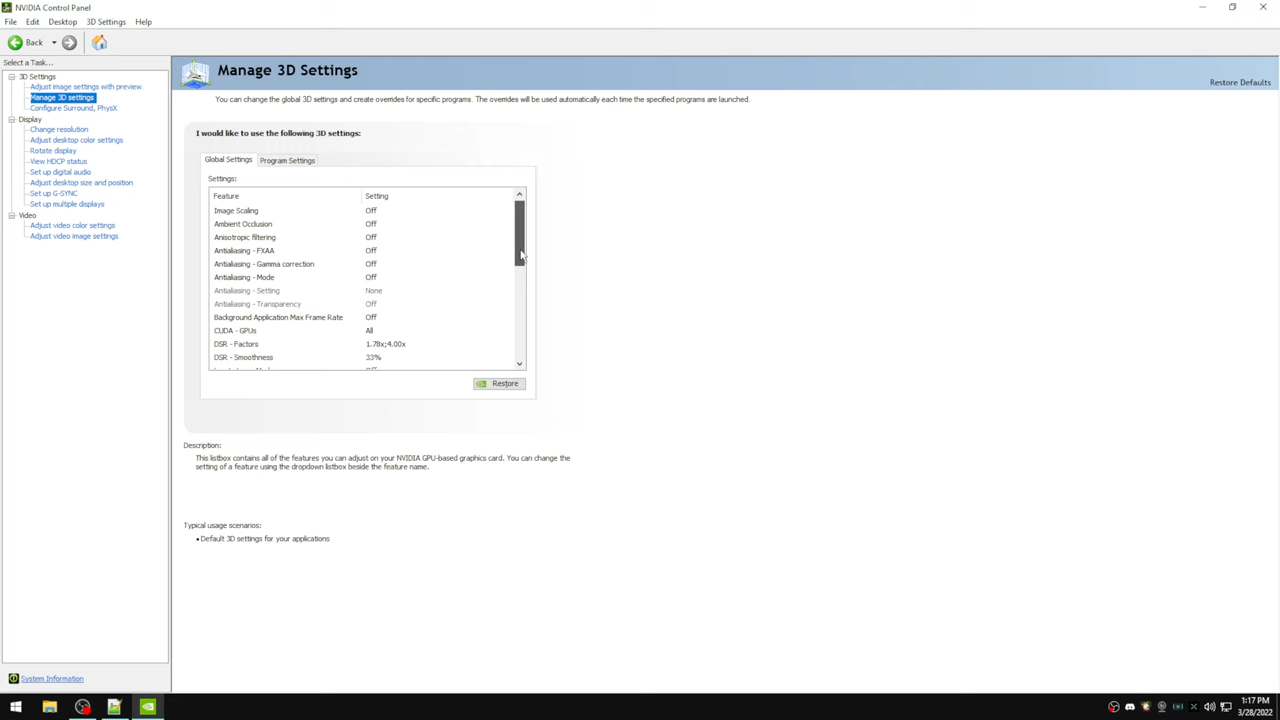 NVIDIA Control Panel
File Edit Desktop 3D Settings Help
Back
Select a Task...
3D Settings
Adjust image settings with preview
Manage 3D settings
Configure Surround, PhysX
Display
Change resolution
Adjust desktop color settings
Rotate display
View HDCP status
Set up digital audio
Adjust desktop size and position
Set up G-SYNC
Set up multiple displays
Video
Adjust video color settings
Adjust video image settings
System Information
Manage 3D Settings
Restore Defaults
You can change the global 3D settings and create overrides for specific programs. The overrides will be used automatically each time the specified programs are launched.
I would like to use the following 3D settings:
Global Settings Program Settings
Settings:
Feature Setting
Image Scaling Off
Ambient Occlusion Off
Anisotropic filtering Off
Antialiasing - FXAA Off
Antialiasing - Gamma correction Off
Antialiasing - Mode Off
Antialiasing - Setting None
Antialiasing - Transparency Off
Background Application Max Frame Rate Off
CUDA - GPUs All
DSR - Factors 1.78x;4.00x
DSR - Smoothness 33%
Restore
Description:
This listbox contains all of the features you can adjust on your NVIDIA GPU-based graphics card. You can change the
setting of a feature using the dropdown listbox beside the feature name.
Typical usage scenarios:
• Default 3D settings for your applications
1:17 PM
3/28/2022